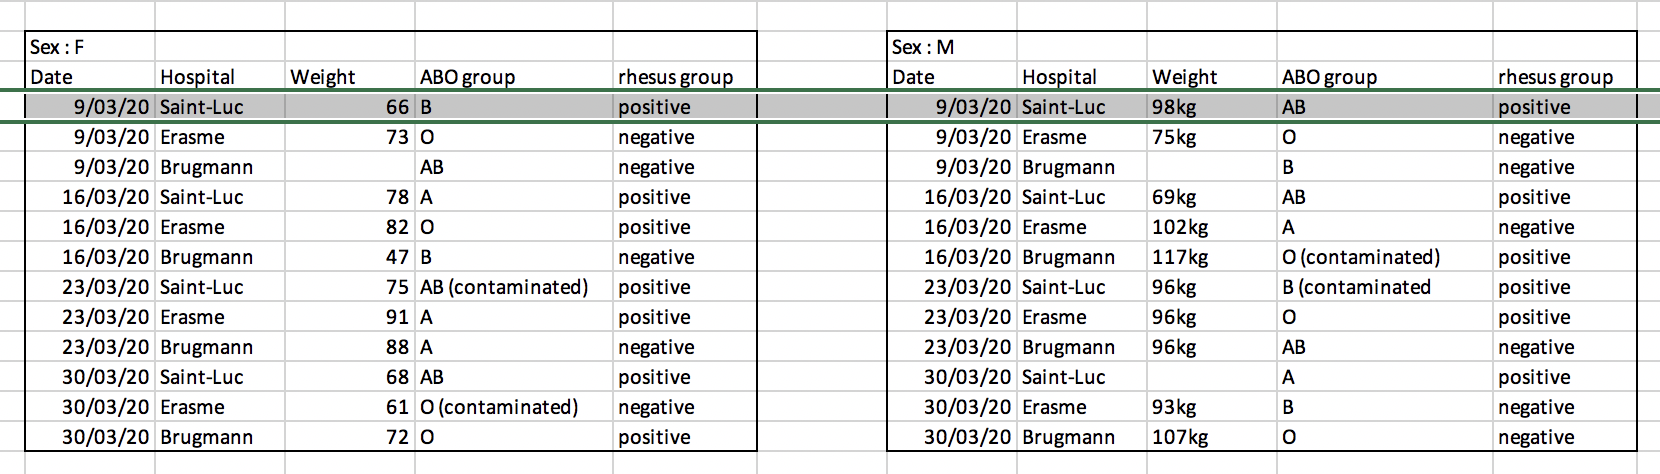 Sex : F Sex : M
Date Hospital Weight ABO group rhesus group Date Hospital Weight ABO group rhesus group
9/03/20 Saint-Luc 66 B positive 9/03/20 Saint-Luc 98kg AB positive
9/03/20 Erasme 73 O negative 9/03/20 Erasme 75kg O negative
9/03/20 Brugmann AB negative 9/03/20 Brugmann B negative
16/03/20 Saint-Luc 78 A positive 16/03/20 Saint-Luc 69kg AB positive
16/03/20 Erasme 82 O positive 16/03/20 Erasme 102kg A negative
16/03/20 Brugmann 47 B negative 16/03/20 Brugmann 117kg O (contaminated) positive
23/03/20 Saint-Luc 75 AB (contaminated) positive 23/03/20 Saint-Luc 96kg B (contaminated positive
23/03/20 Erasme 91 A positive 23/03/20 Erasme 96kg O positive
23/03/20 Brugmann 88 A negative 23/03/20 Brugmann 96kg AB negative
30/03/20 Saint-Luc 68 AB positive 30/03/20 Saint-Luc A positive
30/03/20 Erasme 61 O (contaminated) negative 30/03/20 Erasme 93kg B negative
30/03/20 Brugmann 72 O positive 30/03/20 Brugmann 107kg O negative